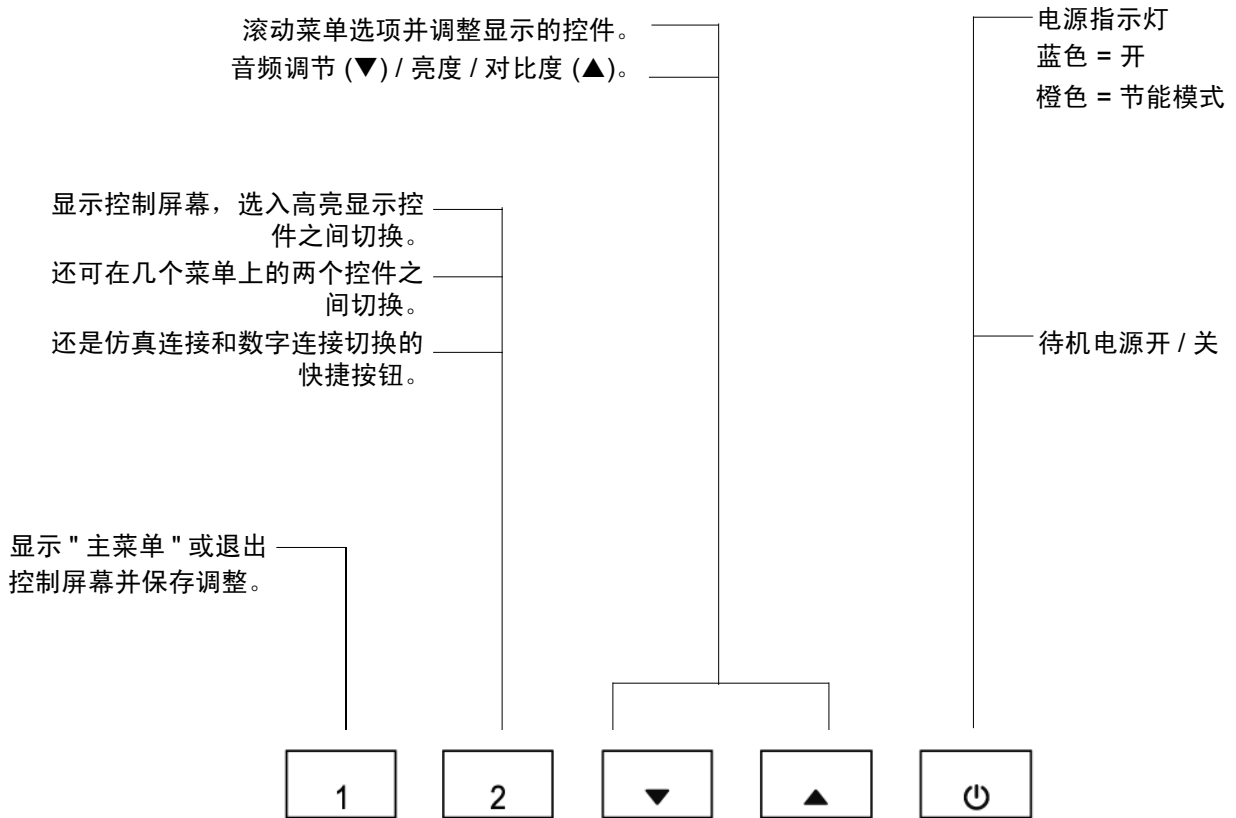 滚动菜单选项并调整显示的控件。
音频调节 (▼) / 亮度 / 对比度 (▲)。
电源指示灯
蓝色 = 开
橙色 = 节能模式
显示控制屏幕，选入高亮显示控
件之间切换。
还可在几个菜单上的两个控件之
间切换。
还是仿真连接和数字连接切换的
快捷按钮。
待机电源开 / 关
显示 " 主菜单 " 或退出
控制屏幕并保存调整。
1
2
▼
▲